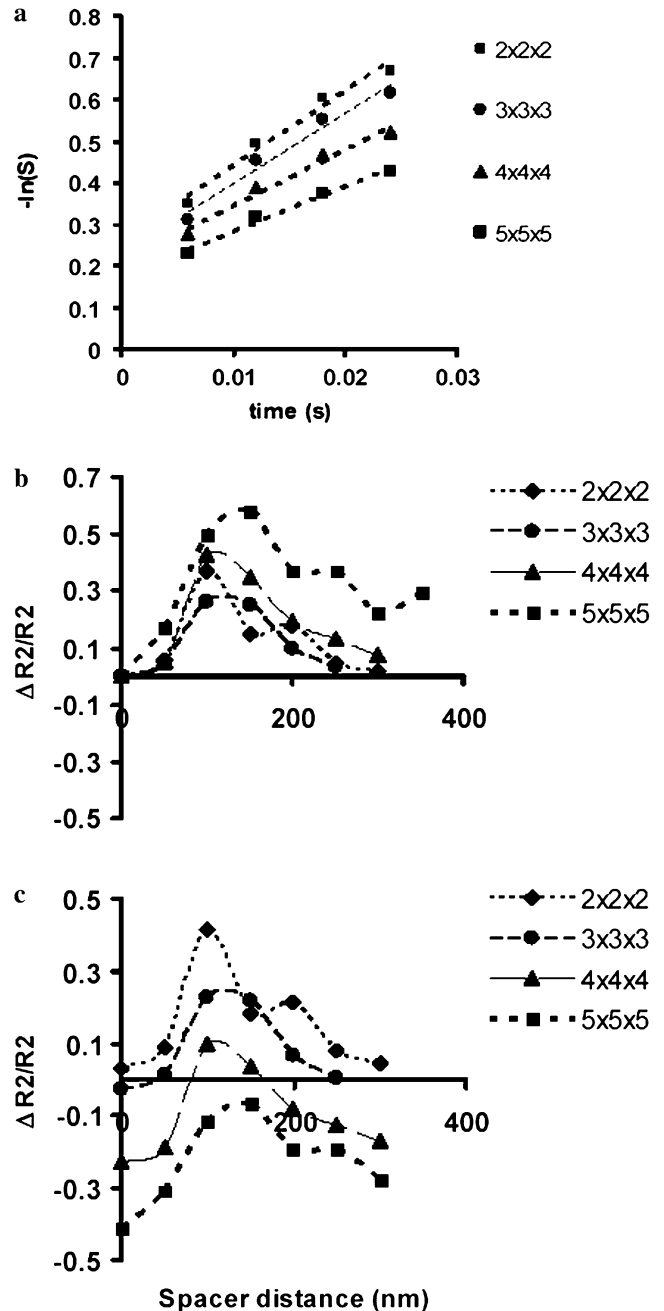 a
0.8
0.7
0.6
0.5
0.4
0.3
0.2
0.1
0
-ln(S)
0 0.01 0.02 0.03
time (s)
2x2x2
3x3x3
4x4x4
5x5x5
b
0.7
0.5
0.3
0.1
-0.1
-0.3
-0.5
Δ R2/R2
0 200 400
2x2x2
3x3x3
4x4x4
5x5x5
c
0.5
0.3
0.1
-0.1
-0.3
-0.5
Δ R2/R2
0 200 400
2x2x2
3x3x3
4x4x4
5x5x5
Spacer distance (nm)